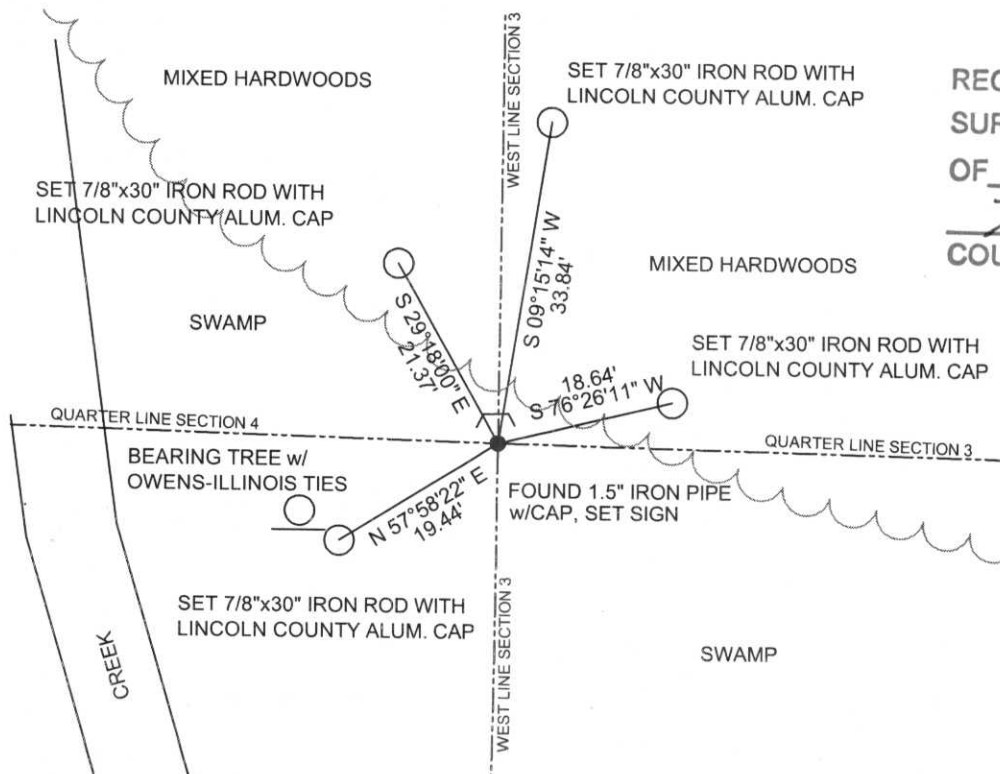 WEST LINE SECTION 3
MIXED HARDWOODS
SET 7/8"x30" IRON ROD WITH
LINCOLN COUNTY ALUM. CAP
SET 7/8"x30" IRON ROD WITH
LINCOLN COUNTY ALUM. CAP
S 09°15'14" W
33.84'
MIXED HARDWOODS
SWAMP
S 29°18'00" E
21.37'
SET 7/8"x30" IRON ROD WITH
LINCOLN COUNTY ALUM. CAP
18.64'
S 76°26'11" W
QUARTER LINE SECTION 4
QUARTER LINE SECTION 3
BEARING TREE w/
OWENS-ILLINOIS TIES
N 57°58'22" E
19.44'
FOUND 1.5" IRON PIPE
w/CAP, SET SIGN
SET 7/8"x30" IRON ROD WITH
LINCOLN COUNTY ALUM. CAP
CREEK
SWAMP
WEST LINE SECTION 3
OF